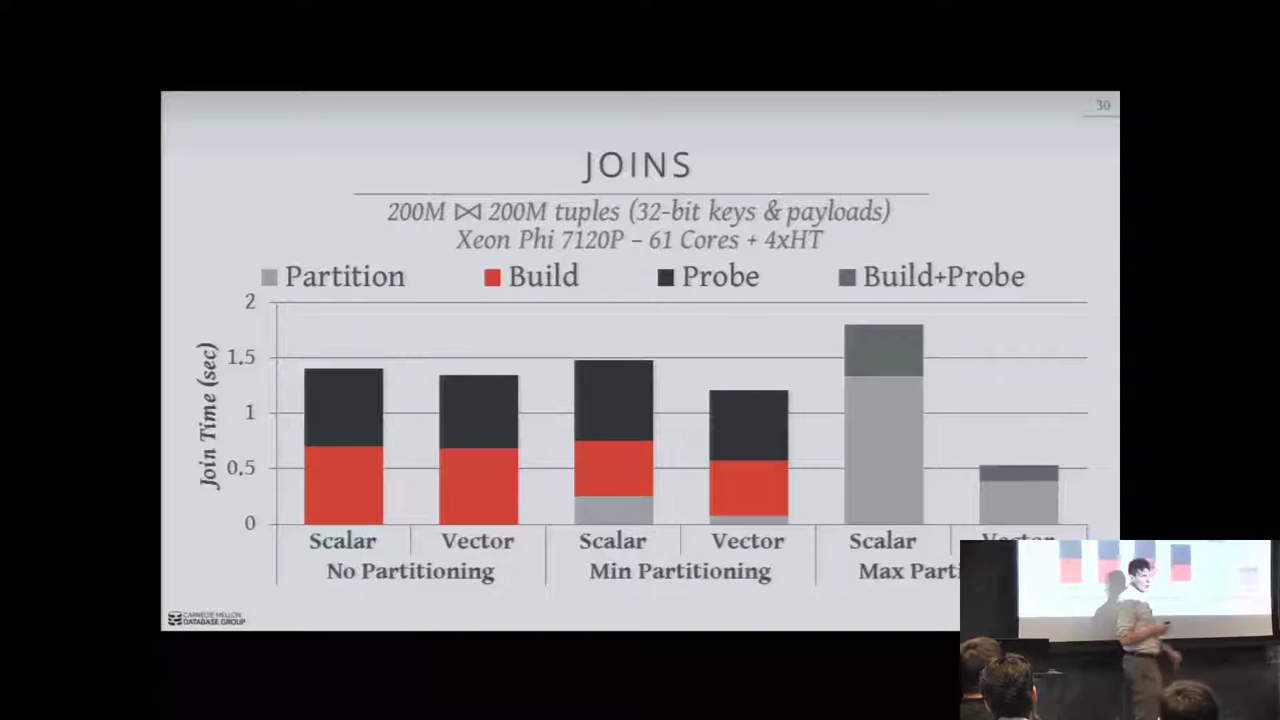 30
JOINS
200M ⋈ 200M tuples (32-bit keys & payloads)
Xeon Phi 7120P – 61 Cores + 4xHT
Partition Build Probe Build+Probe
Join Time (sec)
2
1.5
1
0.5
0
Scalar Vector Scalar Vector Scalar Vector
No Partitioning Min Partitioning Max Parti
CARNEGIE MELLON
DATABASE GROUP